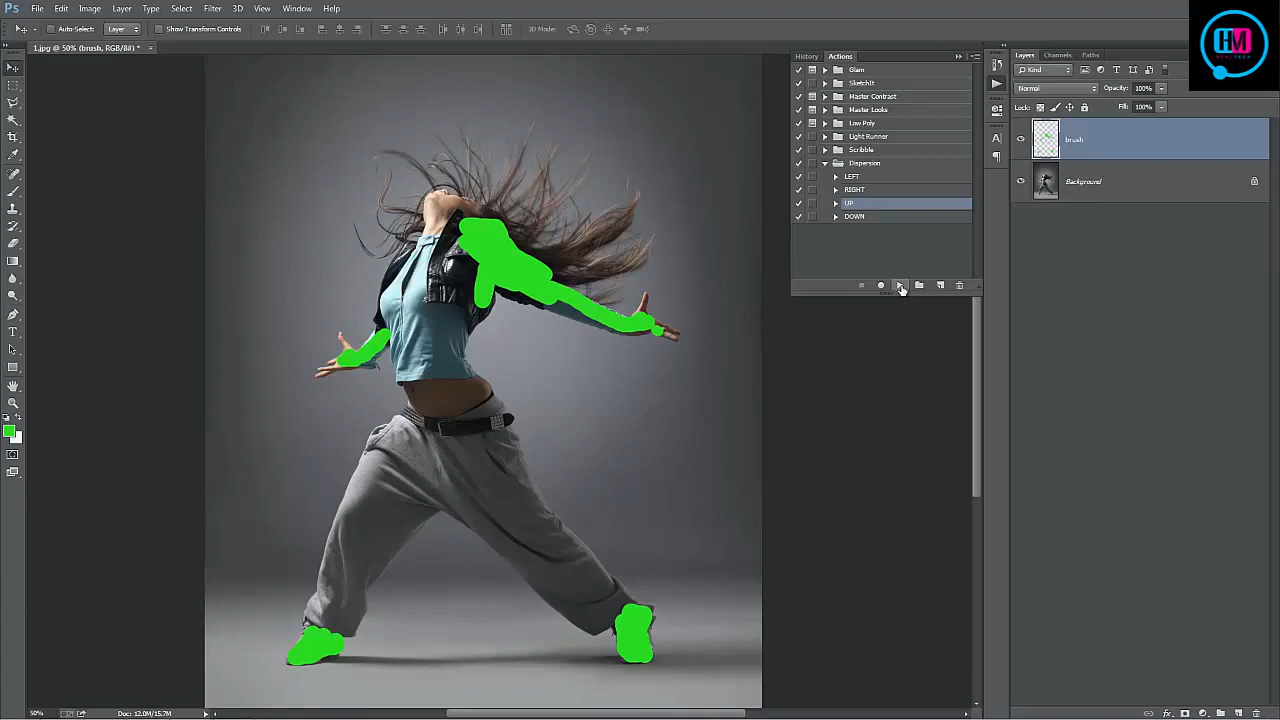 Ps File Edit Image Layer Type Select Filter 3D View Window Help
Auto-Select: Layer Show Transform Controls 3D Mode:
1.jpg @ 50% (brush, RGB/8#) * ×
History Actions
Glam
SketchIt
Master Contrast
Master Looks
Low Poly
Light Runner
Scribble
Dispersion
LEFT
RIGHT
UP
DOWN
HM
Layers Channels Paths
Kind
Normal Opacity: 100%
Lock: Fill: 100%
brush
Background
50% Doc: 12.0M/15.7M